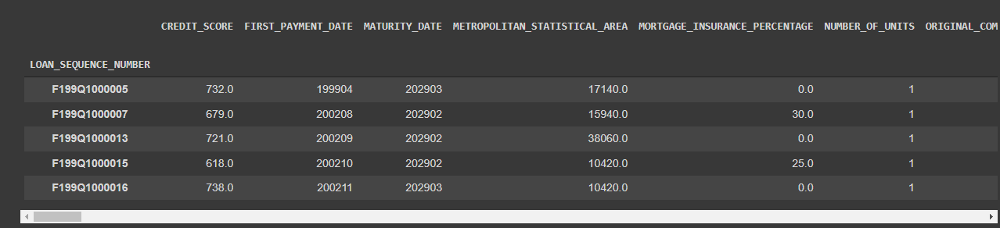 CREDIT_SCORE FIRST_PAYMENT_DATE MATURITY_DATE METROPOLITAN_STATISTICAL_AREA MORTGAGE_INSURANCE_PERCENTAGE NUMBER_OF_UNITS ORIGINAL_COM
LOAN_SEQUENCE_NUMBER
F199Q1000005 732.0 199904 202903 17140.0 0.0 1
F199Q1000007 679.0 200208 202902 15940.0 30.0 1
F199Q1000013 721.0 200209 202902 38060.0 0.0 1
F199Q1000015 618.0 200210 202902 10420.0 25.0 1
F199Q1000016 738.0 200211 202903 10420.0 0.0 1